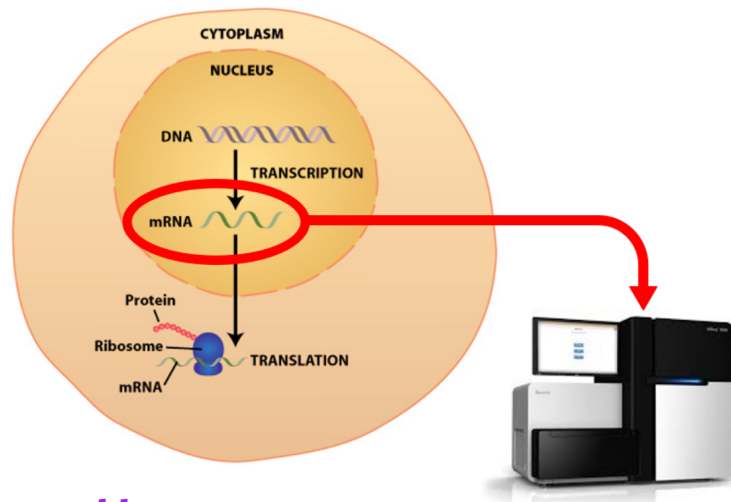 CYTOPLASM
NUCLEUS
DNA
TRANSCRIPTION
mRNA
Protein
Ribosome
TRANSLATION
mRNA